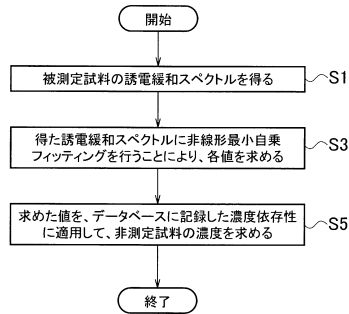 開始
被測定試料の誘電緩和スペクトルを得る
S1
得た誘電緩和スペクトルに非線形最小自乗
フィッティングを行うことにより、各値を求める
S3
求めた値を、データベースに記録した濃度依存性
に適用して、非測定試料の濃度を求める
S5
終了